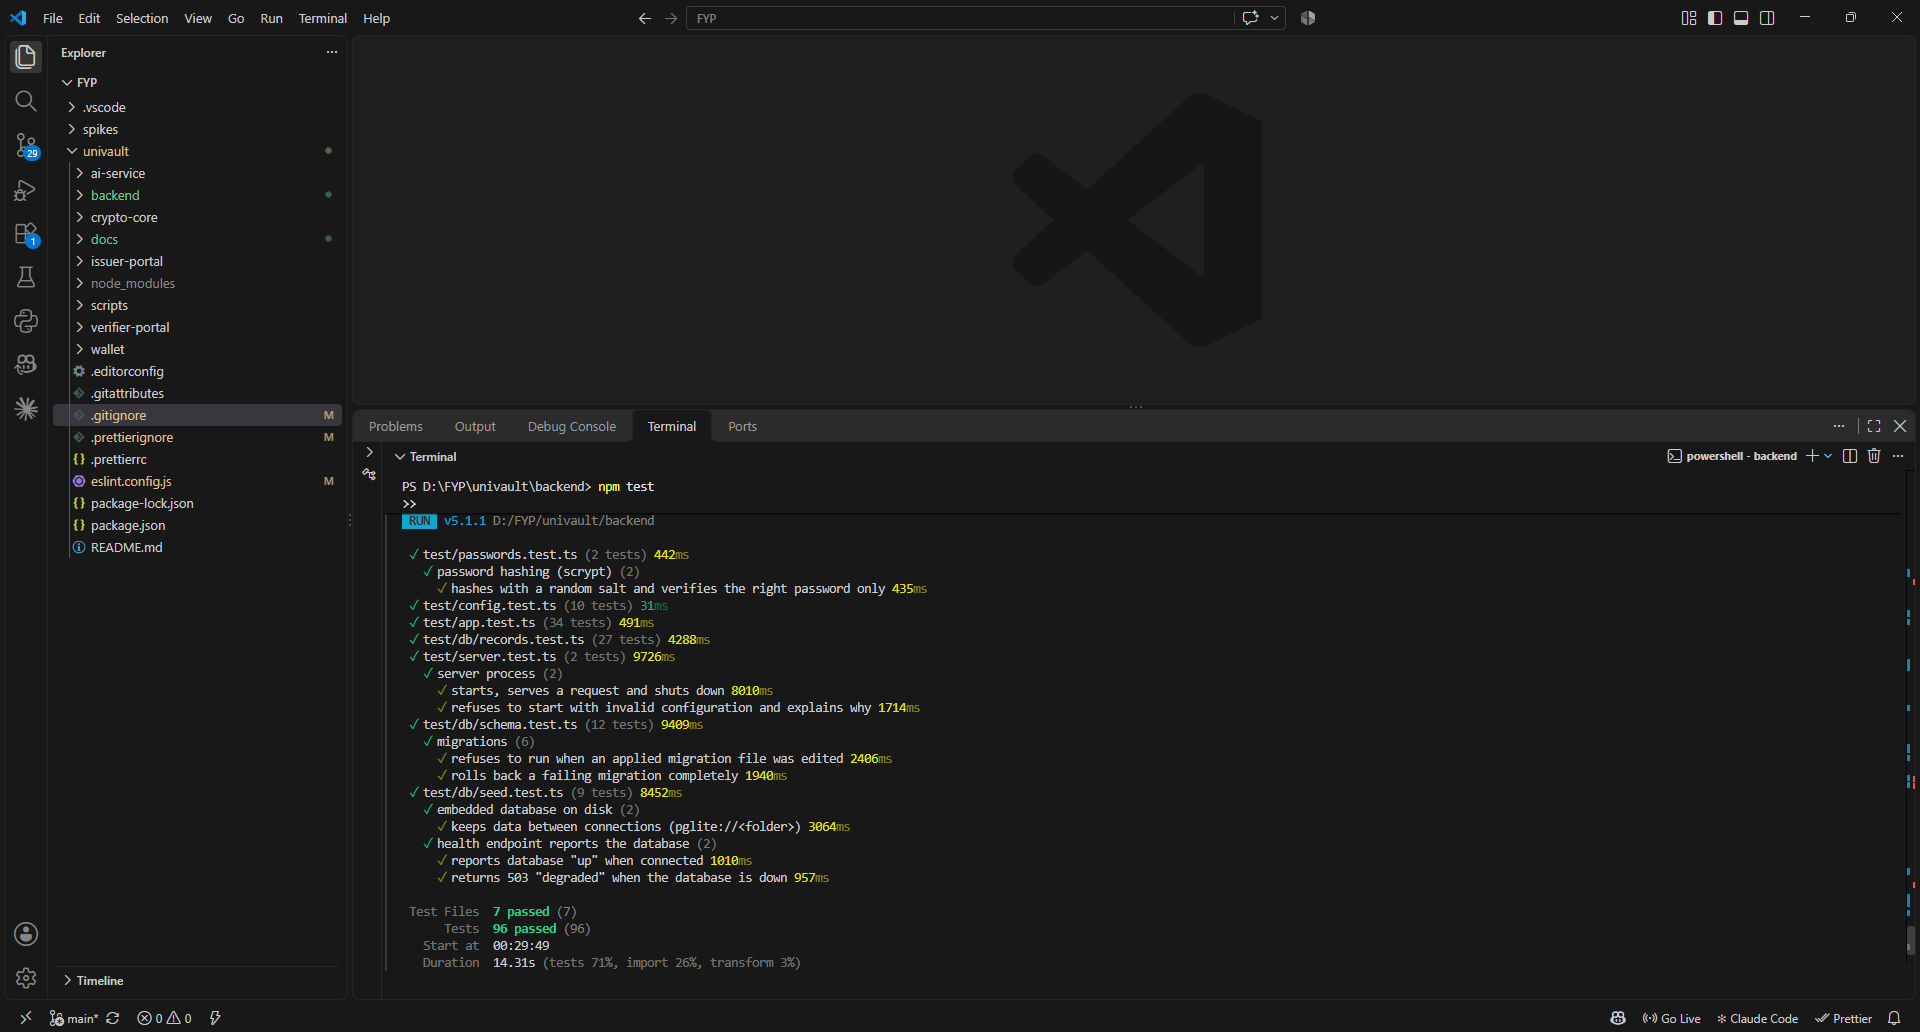 File Edit Selection View Go Run Terminal Help
FYP
Explorer
FYP
.vscode
spikes
univault
ai-service
backend
crypto-core
docs
issuer-portal
node_modules
scripts
verifier-portal
wallet
.editorconfig
.gitattributes
.gitignore M
.prettierignore M
{} .prettierrc
eslint.config.js M
{} package-lock.json
{} package.json
README.md
Timeline
29
1
Problems Output Debug Console Terminal Ports
Terminal
powershell - backend
PS D:\FYP\univault\backend> npm test
>>
RUN v5.1.1 D:/FYP/univault/backend
✓ test/passwords.test.ts (2 tests) 442ms
✓ password hashing (scrypt) (2)
✓ hashes with a random salt and verifies the right password only 435ms
✓ test/config.test.ts (10 tests) 31ms
✓ test/app.test.ts (34 tests) 491ms
✓ test/db/records.test.ts (27 tests) 4288ms
✓ test/server.test.ts (2 tests) 9726ms
✓ server process (2)
✓ starts, serves a request and shuts down 8010ms
✓ refuses to start with invalid configuration and explains why 1714ms
✓ test/db/schema.test.ts (12 tests) 9409ms
✓ migrations (6)
✓ refuses to run when an applied migration file was edited 2406ms
✓ rolls back a failing migration completely 1940ms
✓ test/db/seed.test.ts (9 tests) 8452ms
✓ embedded database on disk (2)
✓ keeps data between connections (pglite://<folder>) 3064ms
✓ health endpoint reports the database (2)
✓ reports database "up" when connected 1010ms
✓ returns 503 "degraded" when the database is down 957ms
Test Files 7 passed (7)
Tests 96 passed (96)
Start at 00:29:49
Duration 14.31s (tests 71%, import 26%, transform 3%)
main* 0 0
Go Live Claude Code Prettier